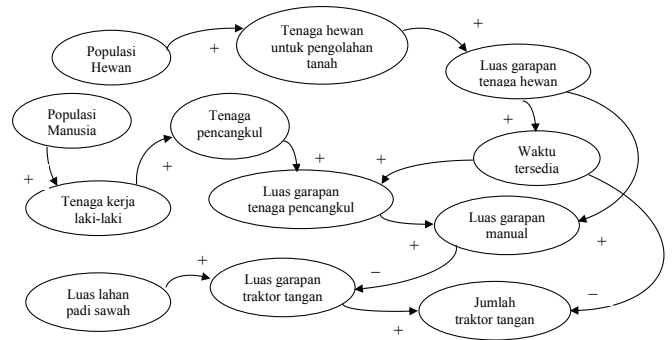 Populasi
Hewan
+
Tenaga hewan
untuk pengolahan
tanah
+
Luas garapan
tenaga hewan
Populasi
Manusia
+
Tenaga kerja
laki-laki
+
Tenaga
pencangkul
+
Luas garapan
tenaga pencangkul
+
+
Waktu
tersedia
+
Luas garapan
manual
+
–
Luas lahan
padi sawah
+
Luas garapan
traktor tangan
+
Jumlah
traktor tangan
–